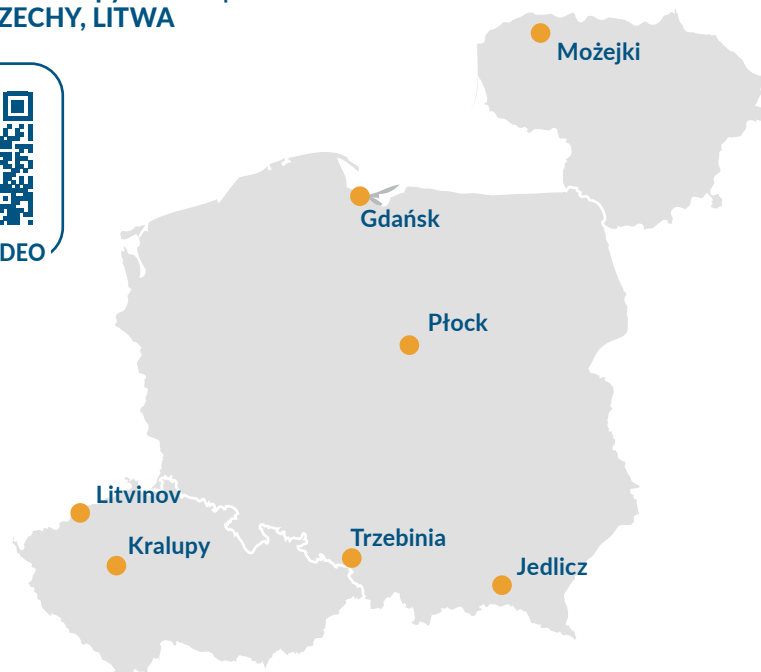 ZECHY, LITWA
DEO
Możejki
Gdańsk
Płock
Litvinov
Kralupy
Trzebinia
Jedlicz